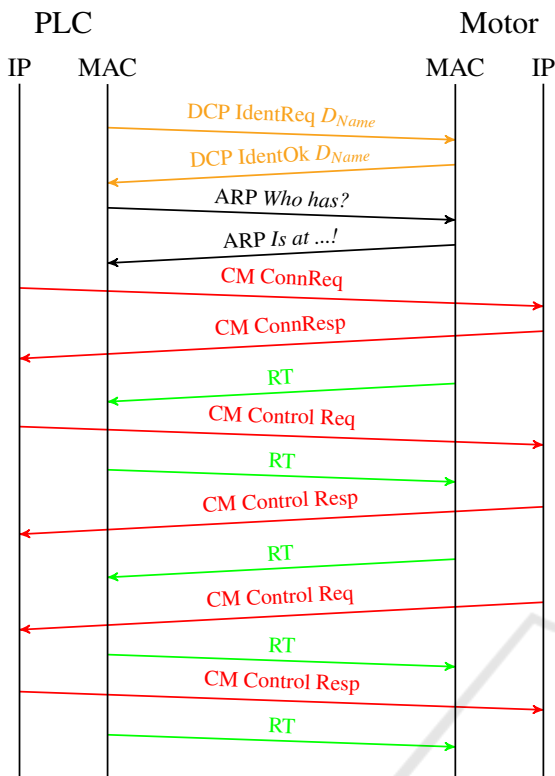 PLC Motor
IP MAC MAC IP
DCP IdentReq D_Name
DCP IdentOk D_Name
ARP Who has?
ARP Is at ...!
CM ConnReq
CM ConnResp
RT
CM Control Req
RT
CM Control Resp
RT
CM Control Req
RT
CM Control Resp
RT